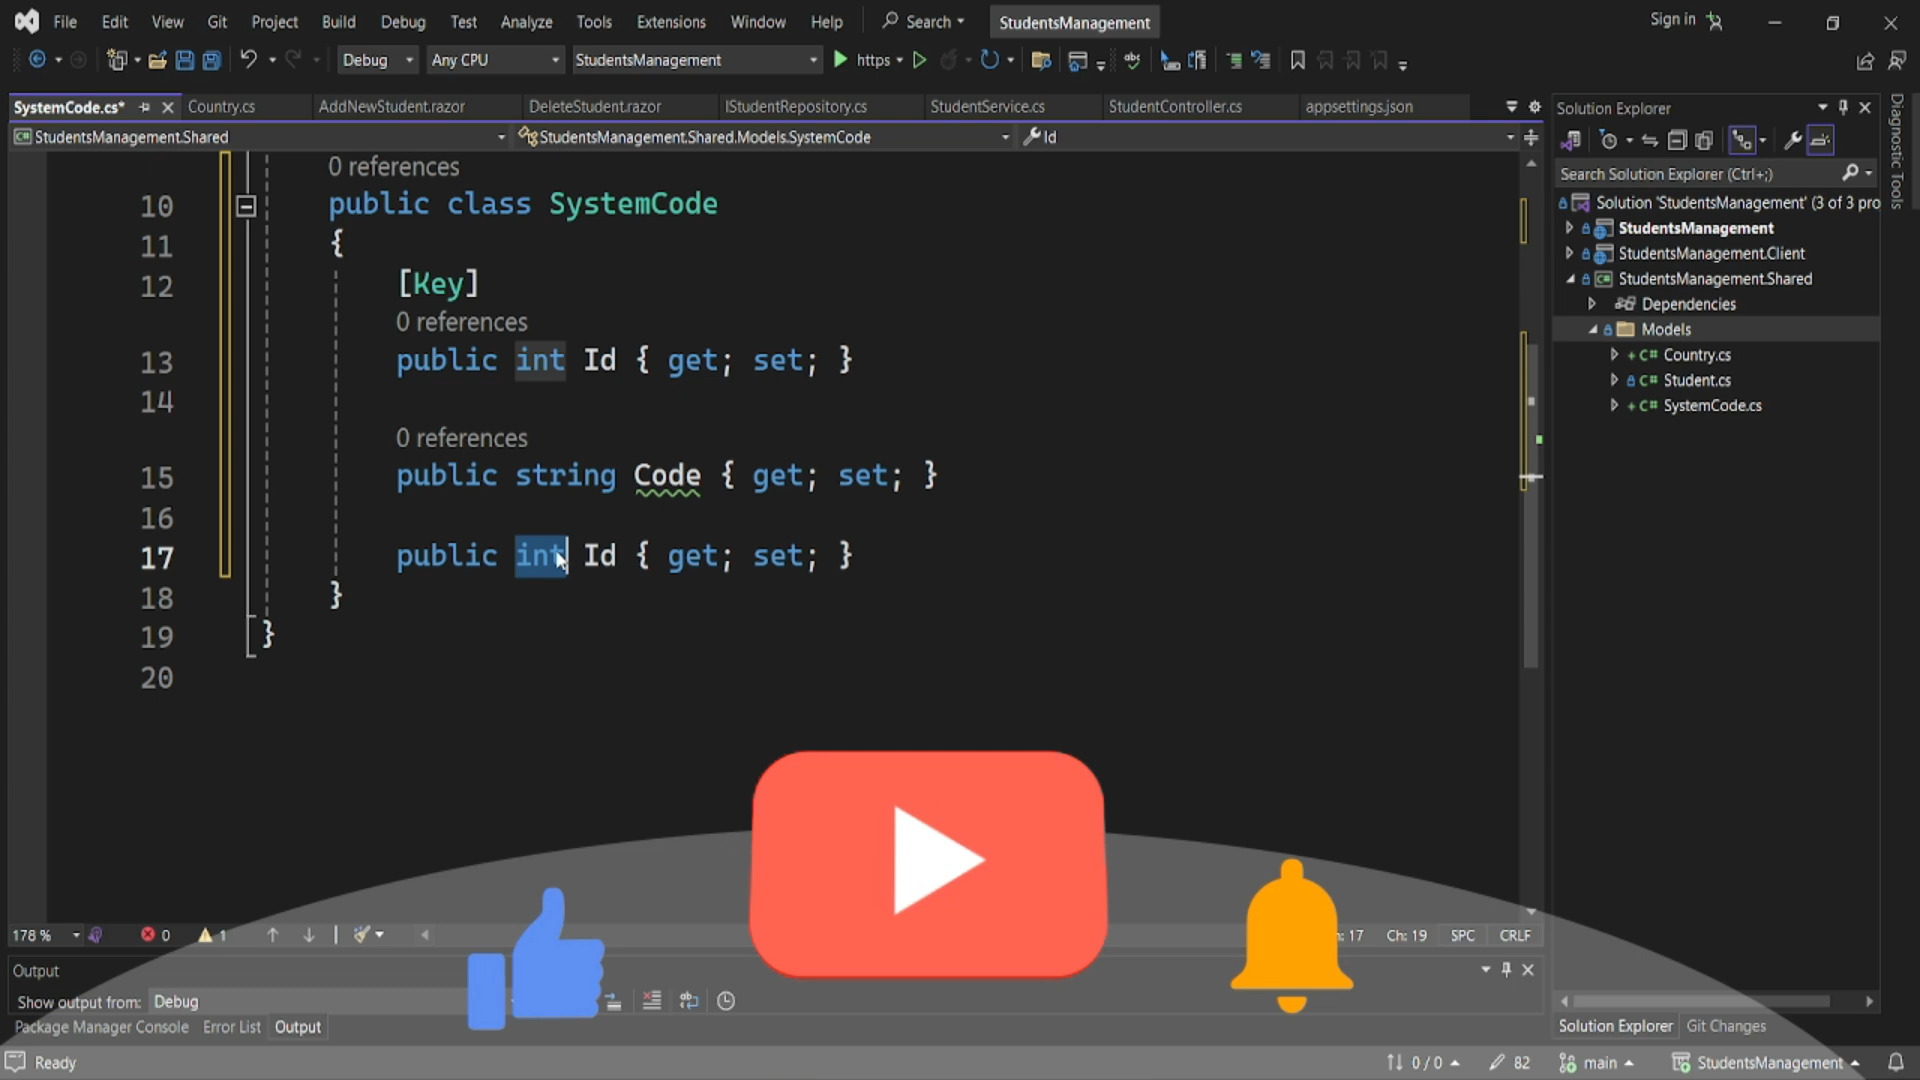 File Edit View Git Project Build Debug Test Analyze Tools Extensions Window Help Search StudentsManagement Sign in
Debug Any CPU StudentsManagement https
SystemCode.cs* Country.cs AddNewStudent.razor DeleteStudent.razor IStudentRepository.cs StudentService.cs StudentController.cs appsettings.json
StudentsManagement.Shared StudentsManagement.Shared.Models.SystemCode Id
0 references
10 public class SystemCode
11 {
12 [Key]
0 references
13 public int Id { get; set; }
14
0 references
15 public string Code { get; set; }
16
17 public int Id { get; set; }
18 }
19 }
20
178 % 0 1 : 17 Ch: 19 SPC CRLF
Output
Show output from: Debug
Package Manager Console Error List Output
Solution Explorer
Search Solution Explorer (Ctrl+;)
Solution 'StudentsManagement' (3 of 3 pro
StudentsManagement
StudentsManagement.Client
StudentsManagement.Shared
Dependencies
Models
C# Country.cs
C# Student.cs
C# SystemCode.cs
Solution Explorer Git Changes
Diagnostic Tools
Ready 0 / 0 82 main StudentsManagement